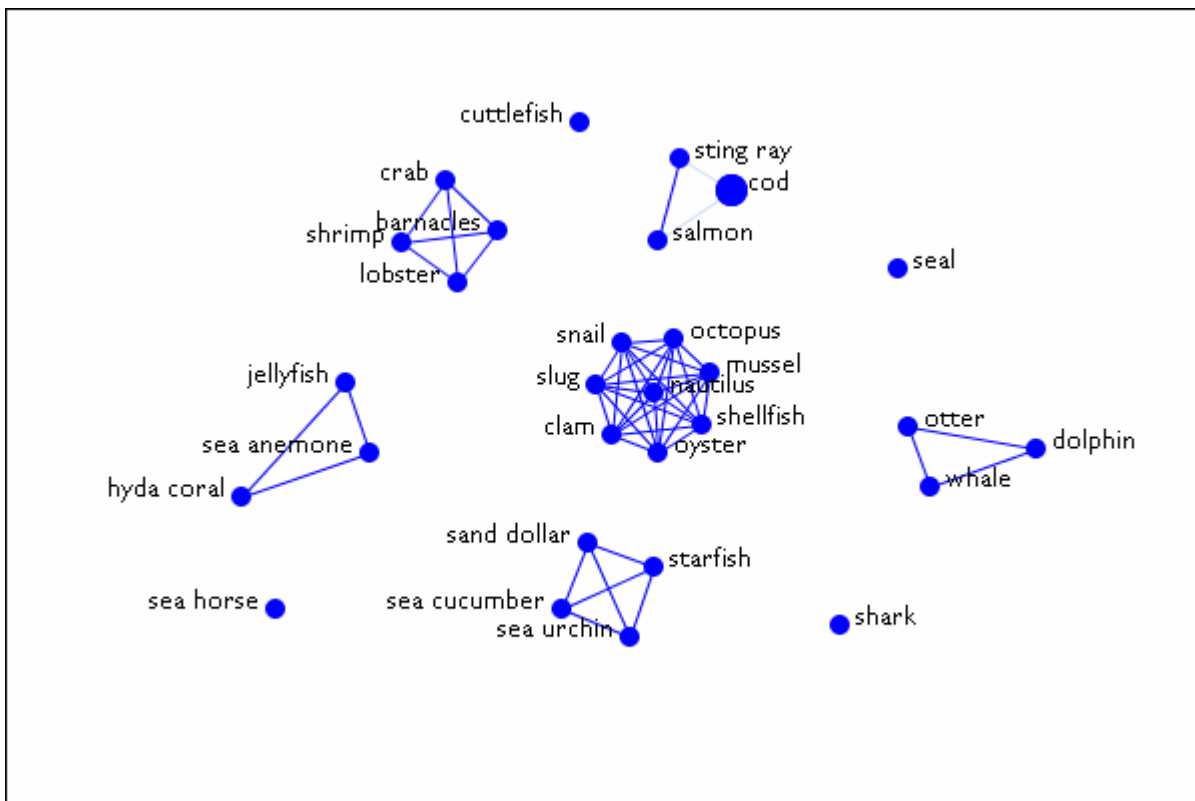 cuttlefish
sting ray
crab
cod
barnacles
shrimp
salmon
lobster
seal
snail
octopus
mussel
jellyfish
slug
nautilus
shellfish
clam
otter
sea anemone
oyster
dolphin
hyda coral
whale
sand dollar
starfish
sea horse
sea cucumber
shark
sea urchin